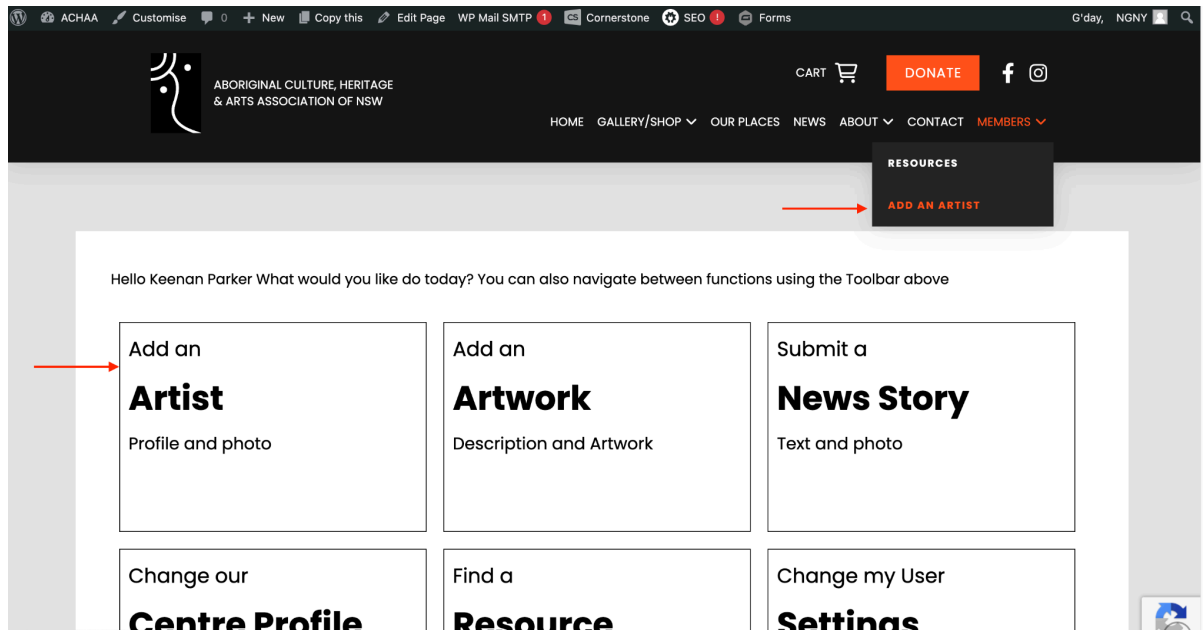 ACHAA Customise 0 New Copy this Edit Page WP Mail SMTP 1 CS Cornerstone SEO ! Forms G'day, NGNY
ABORIGINAL CULTURE, HERITAGE
& ARTS ASSOCIATION OF NSW
CART DONATE
HOME GALLERY/SHOP OUR PLACES NEWS ABOUT CONTACT MEMBERS
RESOURCES
ADD AN ARTIST
Hello Keenan Parker What would you like do today? You can also navigate between functions using the Toolbar above
Add an
Artist
Profile and photo
Add an
Artwork
Description and Artwork
Submit a
News Story
Text and photo
Change our
Centre Profile
Find a
Resource
Change my User
Settings